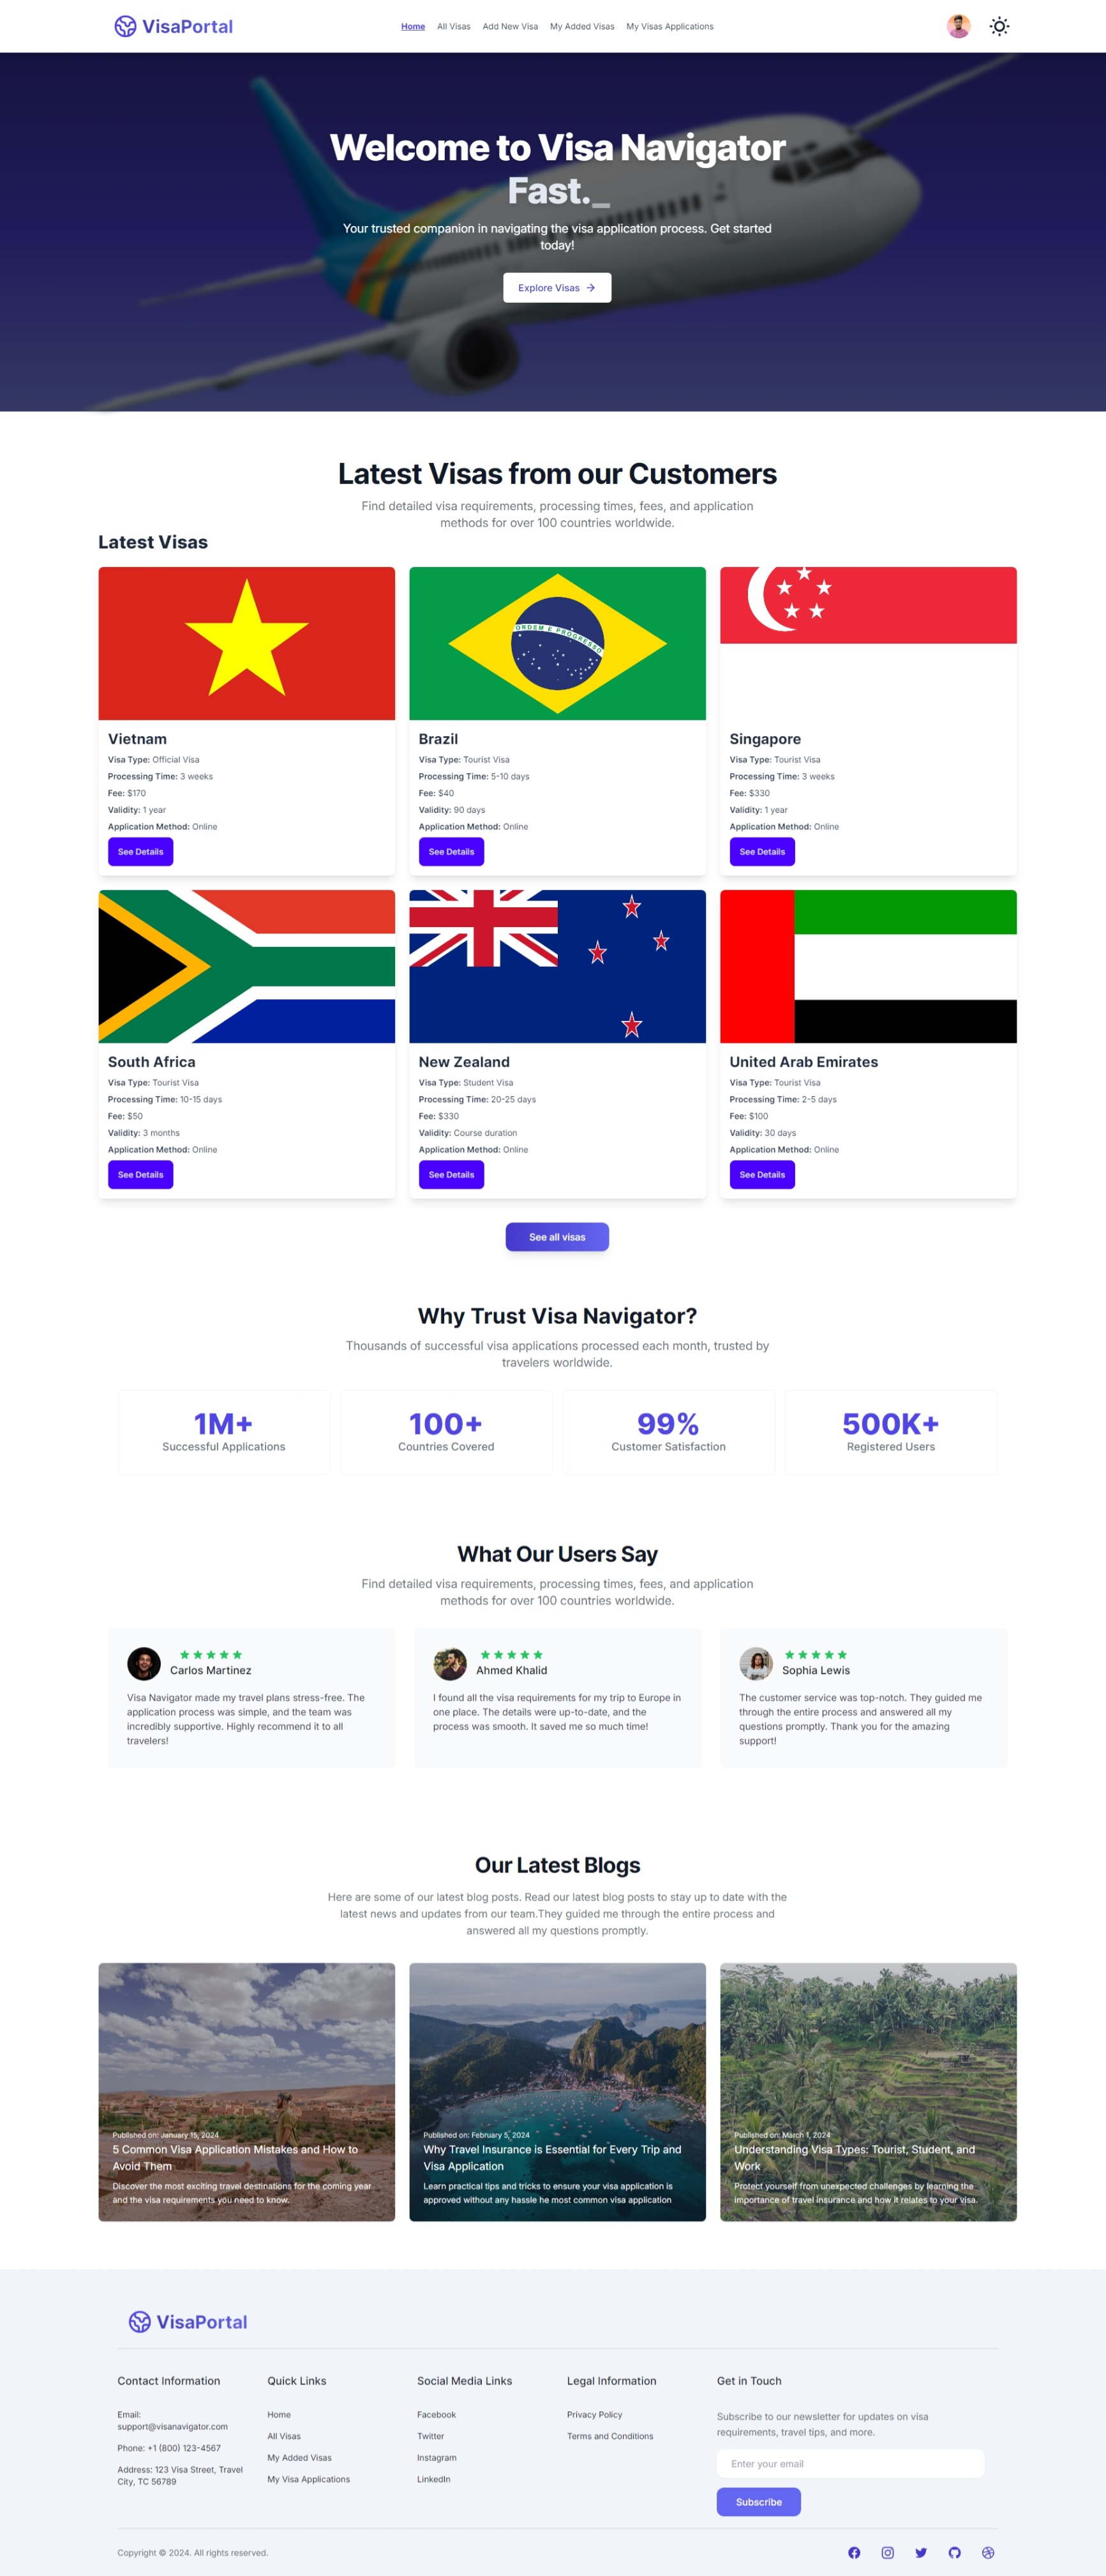 VisaPortal
Home
All Visas
Add New Visa
My Added Visas
My Visas Applications
Welcome to Visa Navigator
Fast._
Your trusted companion in navigating the visa application process. Get started
today!
Explore Visas
Latest Visas from our Customers
Find detailed visa requirements, processing times, fees, and application
methods for over 100 countries worldwide.
Latest Visas
ORDEM E PROGRESSO
Vietnam
Visa Type: Official Visa
Processing Time: 3 weeks
Fee: $170
Validity: 1 year
Application Method: Online
See Details
Brazil
Visa Type: Tourist Visa
Processing Time: 5-10 days
Fee: $40
Validity: 90 days
Application Method: Online
See Details
Singapore
Visa Type: Tourist Visa
Processing Time: 3 weeks
Fee: $330
Validity: 1 year
Application Method: Online
See Details
South Africa
Visa Type: Tourist Visa
Processing Time: 10-15 days
Fee: $50
Validity: 3 months
Application Method: Online
See Details
New Zealand
Visa Type: Student Visa
Processing Time: 20-25 days
Fee: $330
Validity: Course duration
Application Method: Online
See Details
United Arab Emirates
Visa Type: Tourist Visa
Processing Time: 2-5 days
Fee: $100
Validity: 30 days
Application Method: Online
See Details
See all visas
Why Trust Visa Navigator?
Thousands of successful visa applications processed each month, trusted by
travelers worldwide.
1M+
Successful Applications
100+
Countries Covered
99%
Customer Satisfaction
500K+
Registered Users
What Our Users Say
Find detailed visa requirements, processing times, fees, and application
methods for over 100 countries worldwide.
Carlos Martinez
Visa Navigator made my travel plans stress-free. The
application process was simple, and the team was
incredibly supportive. Highly recommend it to all
travelers!
Ahmed Khalid
I found all the visa requirements for my trip to Europe in
one place. The details were up-to-date, and the
process was smooth. It saved me so much time!
Sophia Lewis
The customer service was top-notch. They guided me
through the entire process and answered all my
questions promptly. Thank you for the amazing
support!
Our Latest Blogs
Here are some of our latest blog posts. Read our latest blog posts to stay up to date with the
latest news and updates from our team.They guided me through the entire process and
answered all my questions promptly.
Published on: January 15, 2024
5 Common Visa Application Mistakes and How to
Avoid Them
Discover the most exciting travel destinations for the coming year
and the visa requirements you need to know.
Published on: February 5, 2024
Why Travel Insurance is Essential for Every Trip and
Visa Application
Learn practical tips and tricks to ensure your visa application is
approved without any hassle he most common visa application
Published on: March 1, 2024
Understanding Visa Types: Tourist, Student, and
Work
Protect yourself from unexpected challenges by learning the
importance of travel insurance and how it relates to your visa.
VisaPortal
Contact Information
Email:
support@visanavigator.com
Phone: +1 (800) 123-4567
Address: 123 Visa Street, Travel
City, TC 56789
Quick Links
Home
All Visas
My Added Visas
My Visa Applications
Social Media Links
Facebook
Twitter
Instagram
LinkedIn
Legal Information
Privacy Policy
Terms and Conditions
Get in Touch
Subscribe to our newsletter for updates on visa
requirements, travel tips, and more.
Enter your email
Subscribe
Copyright © 2024. All rights reserved.